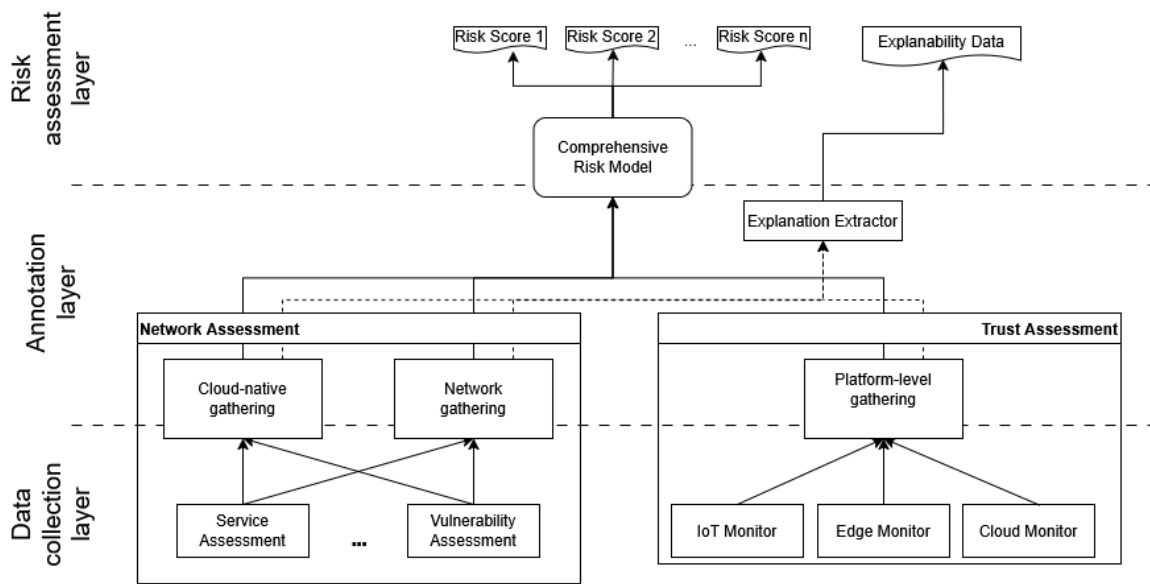 Risk
assessment
layer
Risk Score 1
Risk Score 2
...
Risk Score n
Explanability Data
Comprehensive
Risk Model
Annotation
layer
Explanation Extractor
Network Assessment
Trust Assessment
Cloud-native
gathering
Network
gathering
Platform-level
gathering
Data
collection
layer
Service
Assessment
...
Vulnerability
Assessment
IoT Monitor
Edge Monitor
Cloud Monitor